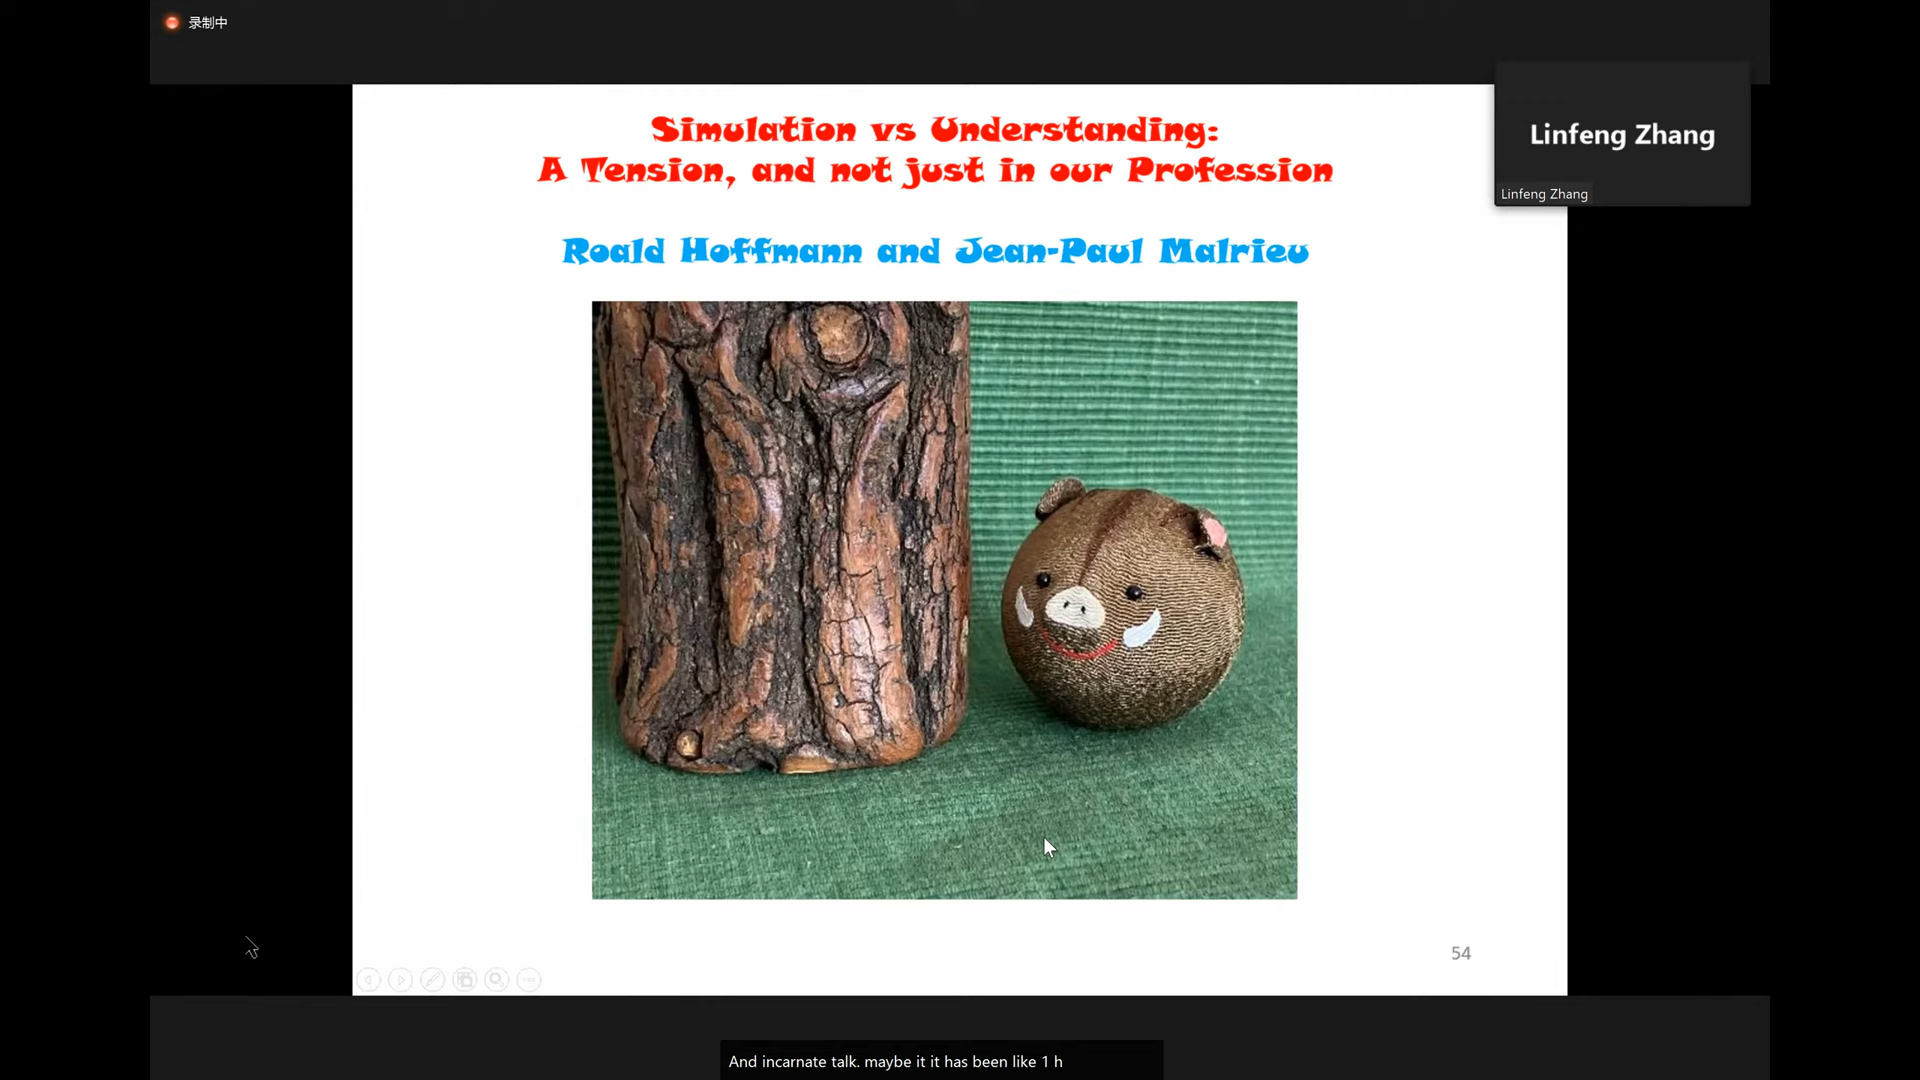 录制中
Simulation vs Understanding:
A Tension, and not just in our Profession
Roald Hoffmann and Jean-Paul Malrieu
Linfeng Zhang
Linfeng Zhang
54
And incarnate talk. maybe it it has been like 1 h